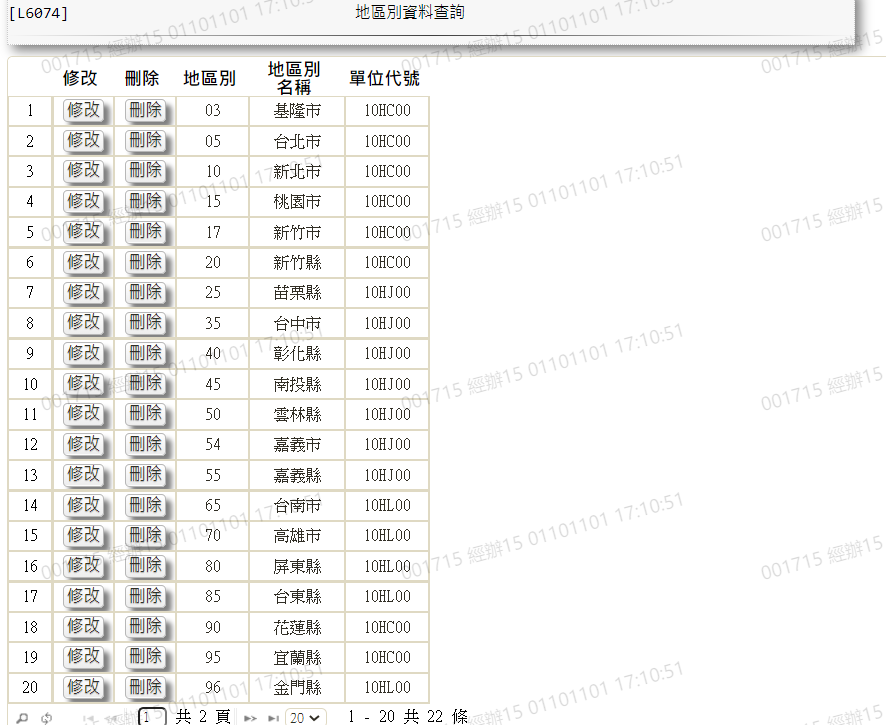 [L6074] 地區別資料查詢
修改 刪除 地區別 地區別名稱 單位代號
1 修改 刪除 03 基隆市 10HC00
2 修改 刪除 05 台北市 10HC00
3 修改 刪除 10 新北市 10HC00
4 修改 刪除 15 桃園市 10HC00
5 修改 刪除 17 新竹市 10HC00
6 修改 刪除 20 新竹縣 10HC00
7 修改 刪除 25 苗栗縣 10HJ00
8 修改 刪除 35 台中市 10HJ00
9 修改 刪除 40 彰化縣 10HJ00
10 修改 刪除 45 南投縣 10HJ00
11 修改 刪除 50 雲林縣 10HJ00
12 修改 刪除 54 嘉義市 10HJ00
13 修改 刪除 55 嘉義縣 10HJ00
14 修改 刪除 65 台南市 10HL00
15 修改 刪除 70 高雄市 10HL00
16 修改 刪除 80 屏東縣 10HL00
17 修改 刪除 85 台東縣 10HL00
18 修改 刪除 90 花蓮縣 10HC00
19 修改 刪除 95 宜蘭縣 10HC00
20 修改 刪除 96 金門縣 10HL00
1 共 2 頁 20 1 - 20 共 22 條
001715 經辦15 01101101 17:10:51